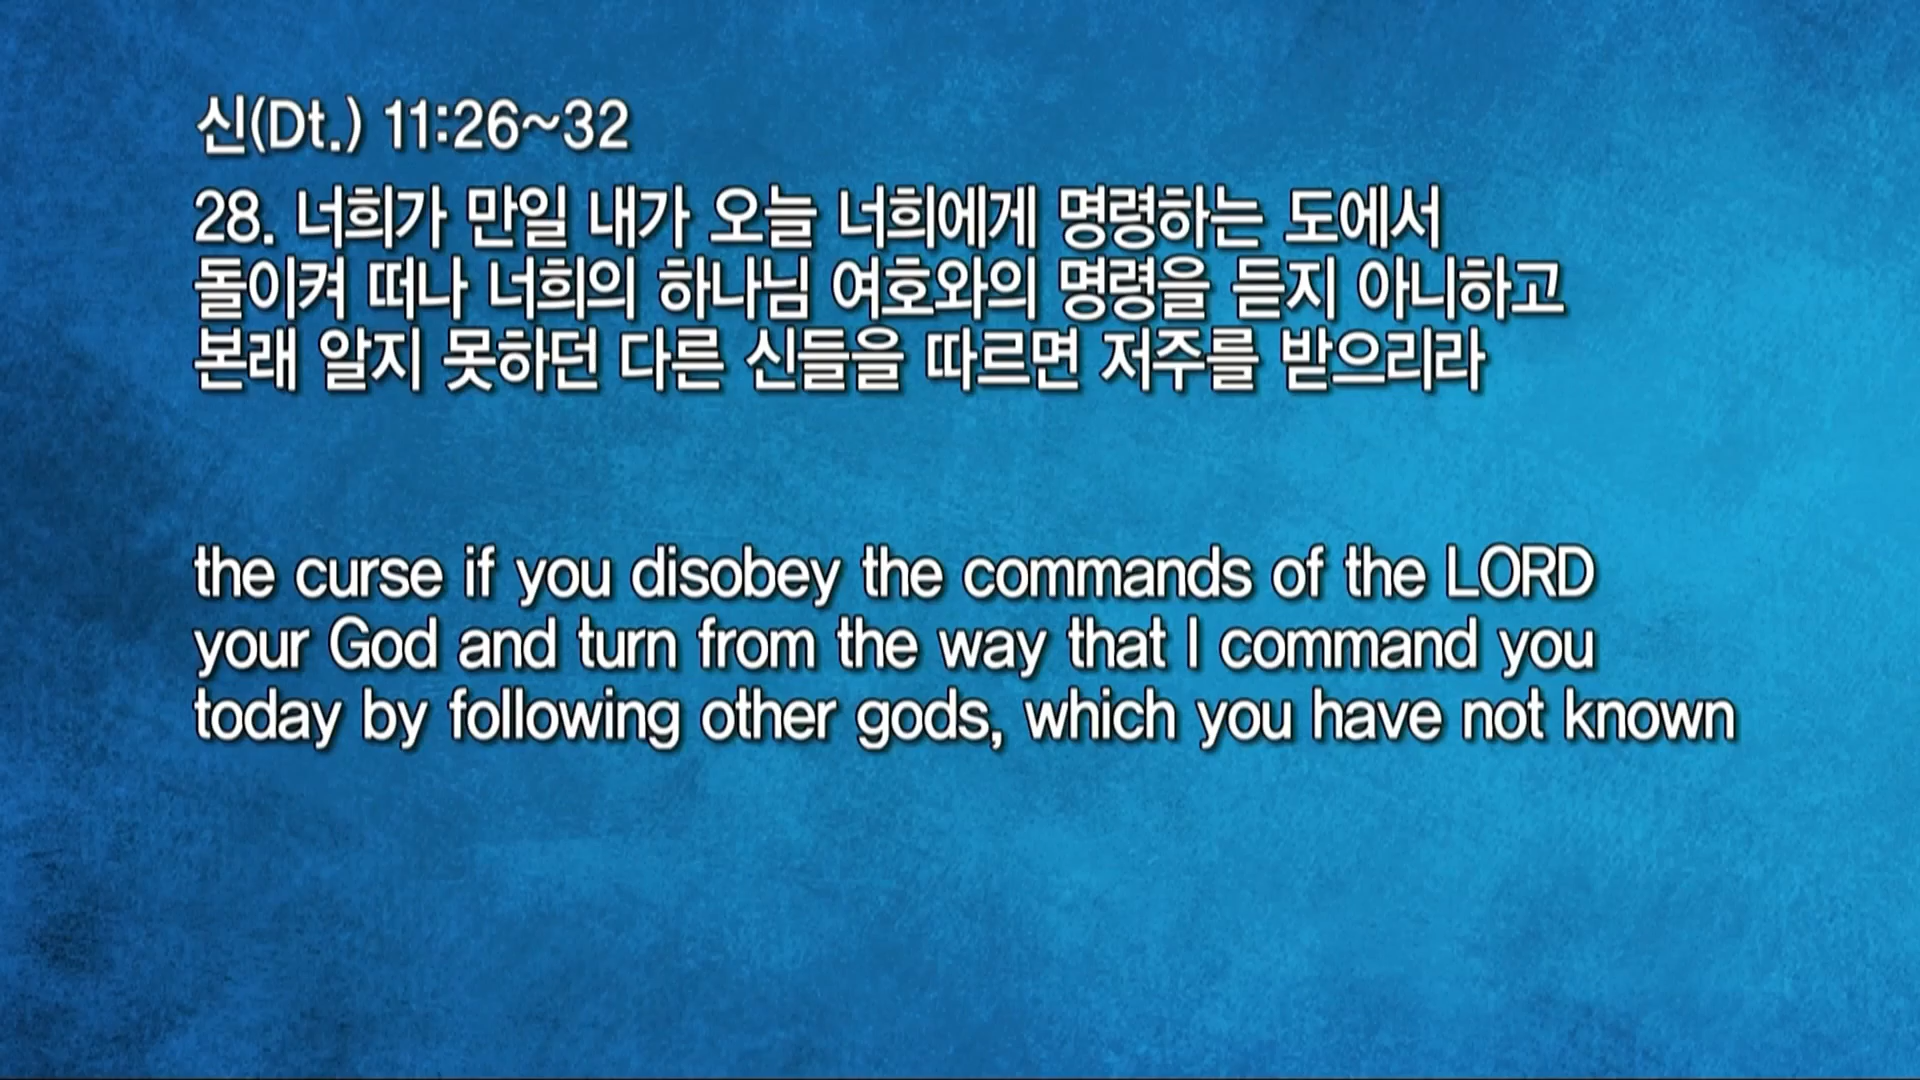 신(Dt.) 11:26~32
28. 너희가 만일 내가 오늘 너희에게 명령하는 도에서
돌이켜 떠나 너희의 하나님 여호와의 명령을 듣지 아니하고
본래 알지 못하던 다른 신들을 따르면 저주를 받으리라
the curse if you disobey the commands of the LORD
your God and turn from the way that I command you
today by following other gods, which you have not known